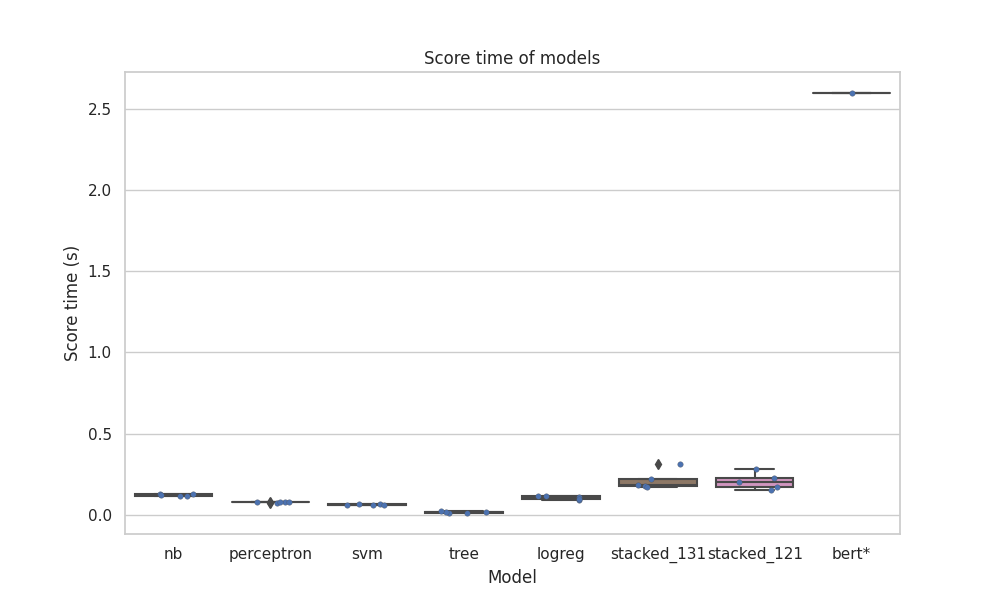 Score time of models
Score time (s)
2.5
2.0
1.5
1.0
0.5
0.0
nb perceptron svm tree logreg stacked_131 stacked_121 bert*
Model